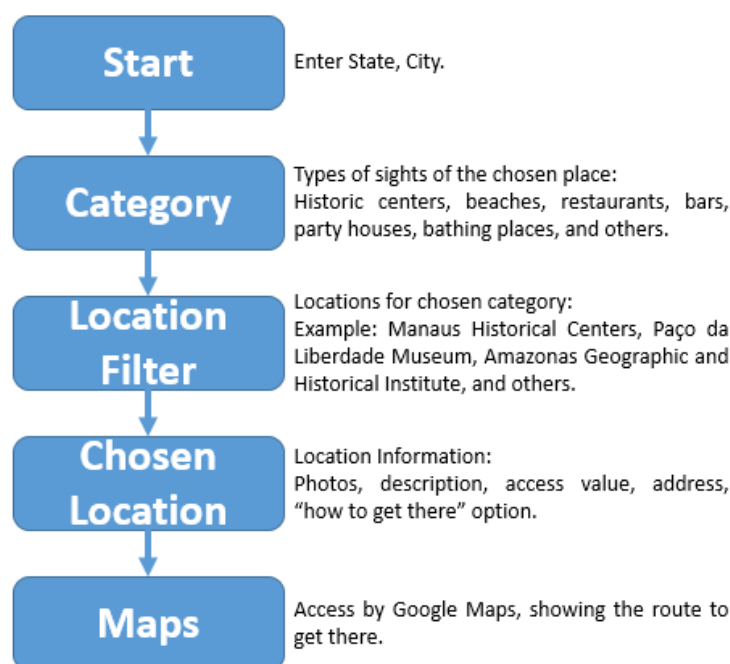 Start
Enter State, City.
Category
Types of sights of the chosen place:
Historic centers, beaches, restaurants, bars,
party houses, bathing places, and others.
Location
Filter
Locations for chosen category:
Example: Manaus Historical Centers, Paço da
Liberdade Museum, Amazonas Geographic and
Historical Institute, and others.
Chosen
Location
Location Information:
Photos, description, access value, address,
“how to get there” option.
Maps
Access by Google Maps, showing the route to
get there.